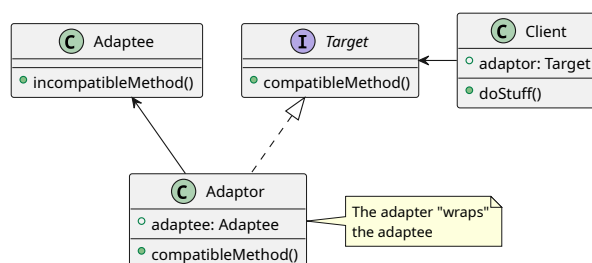 C Adaptee
incompatibleMethod()
I Target
compatibleMethod()
C Client
adaptor: Target
doStuff()
C Adaptor
adaptee: Adaptee
compatibleMethod()
The adapter "wraps"
the adaptee